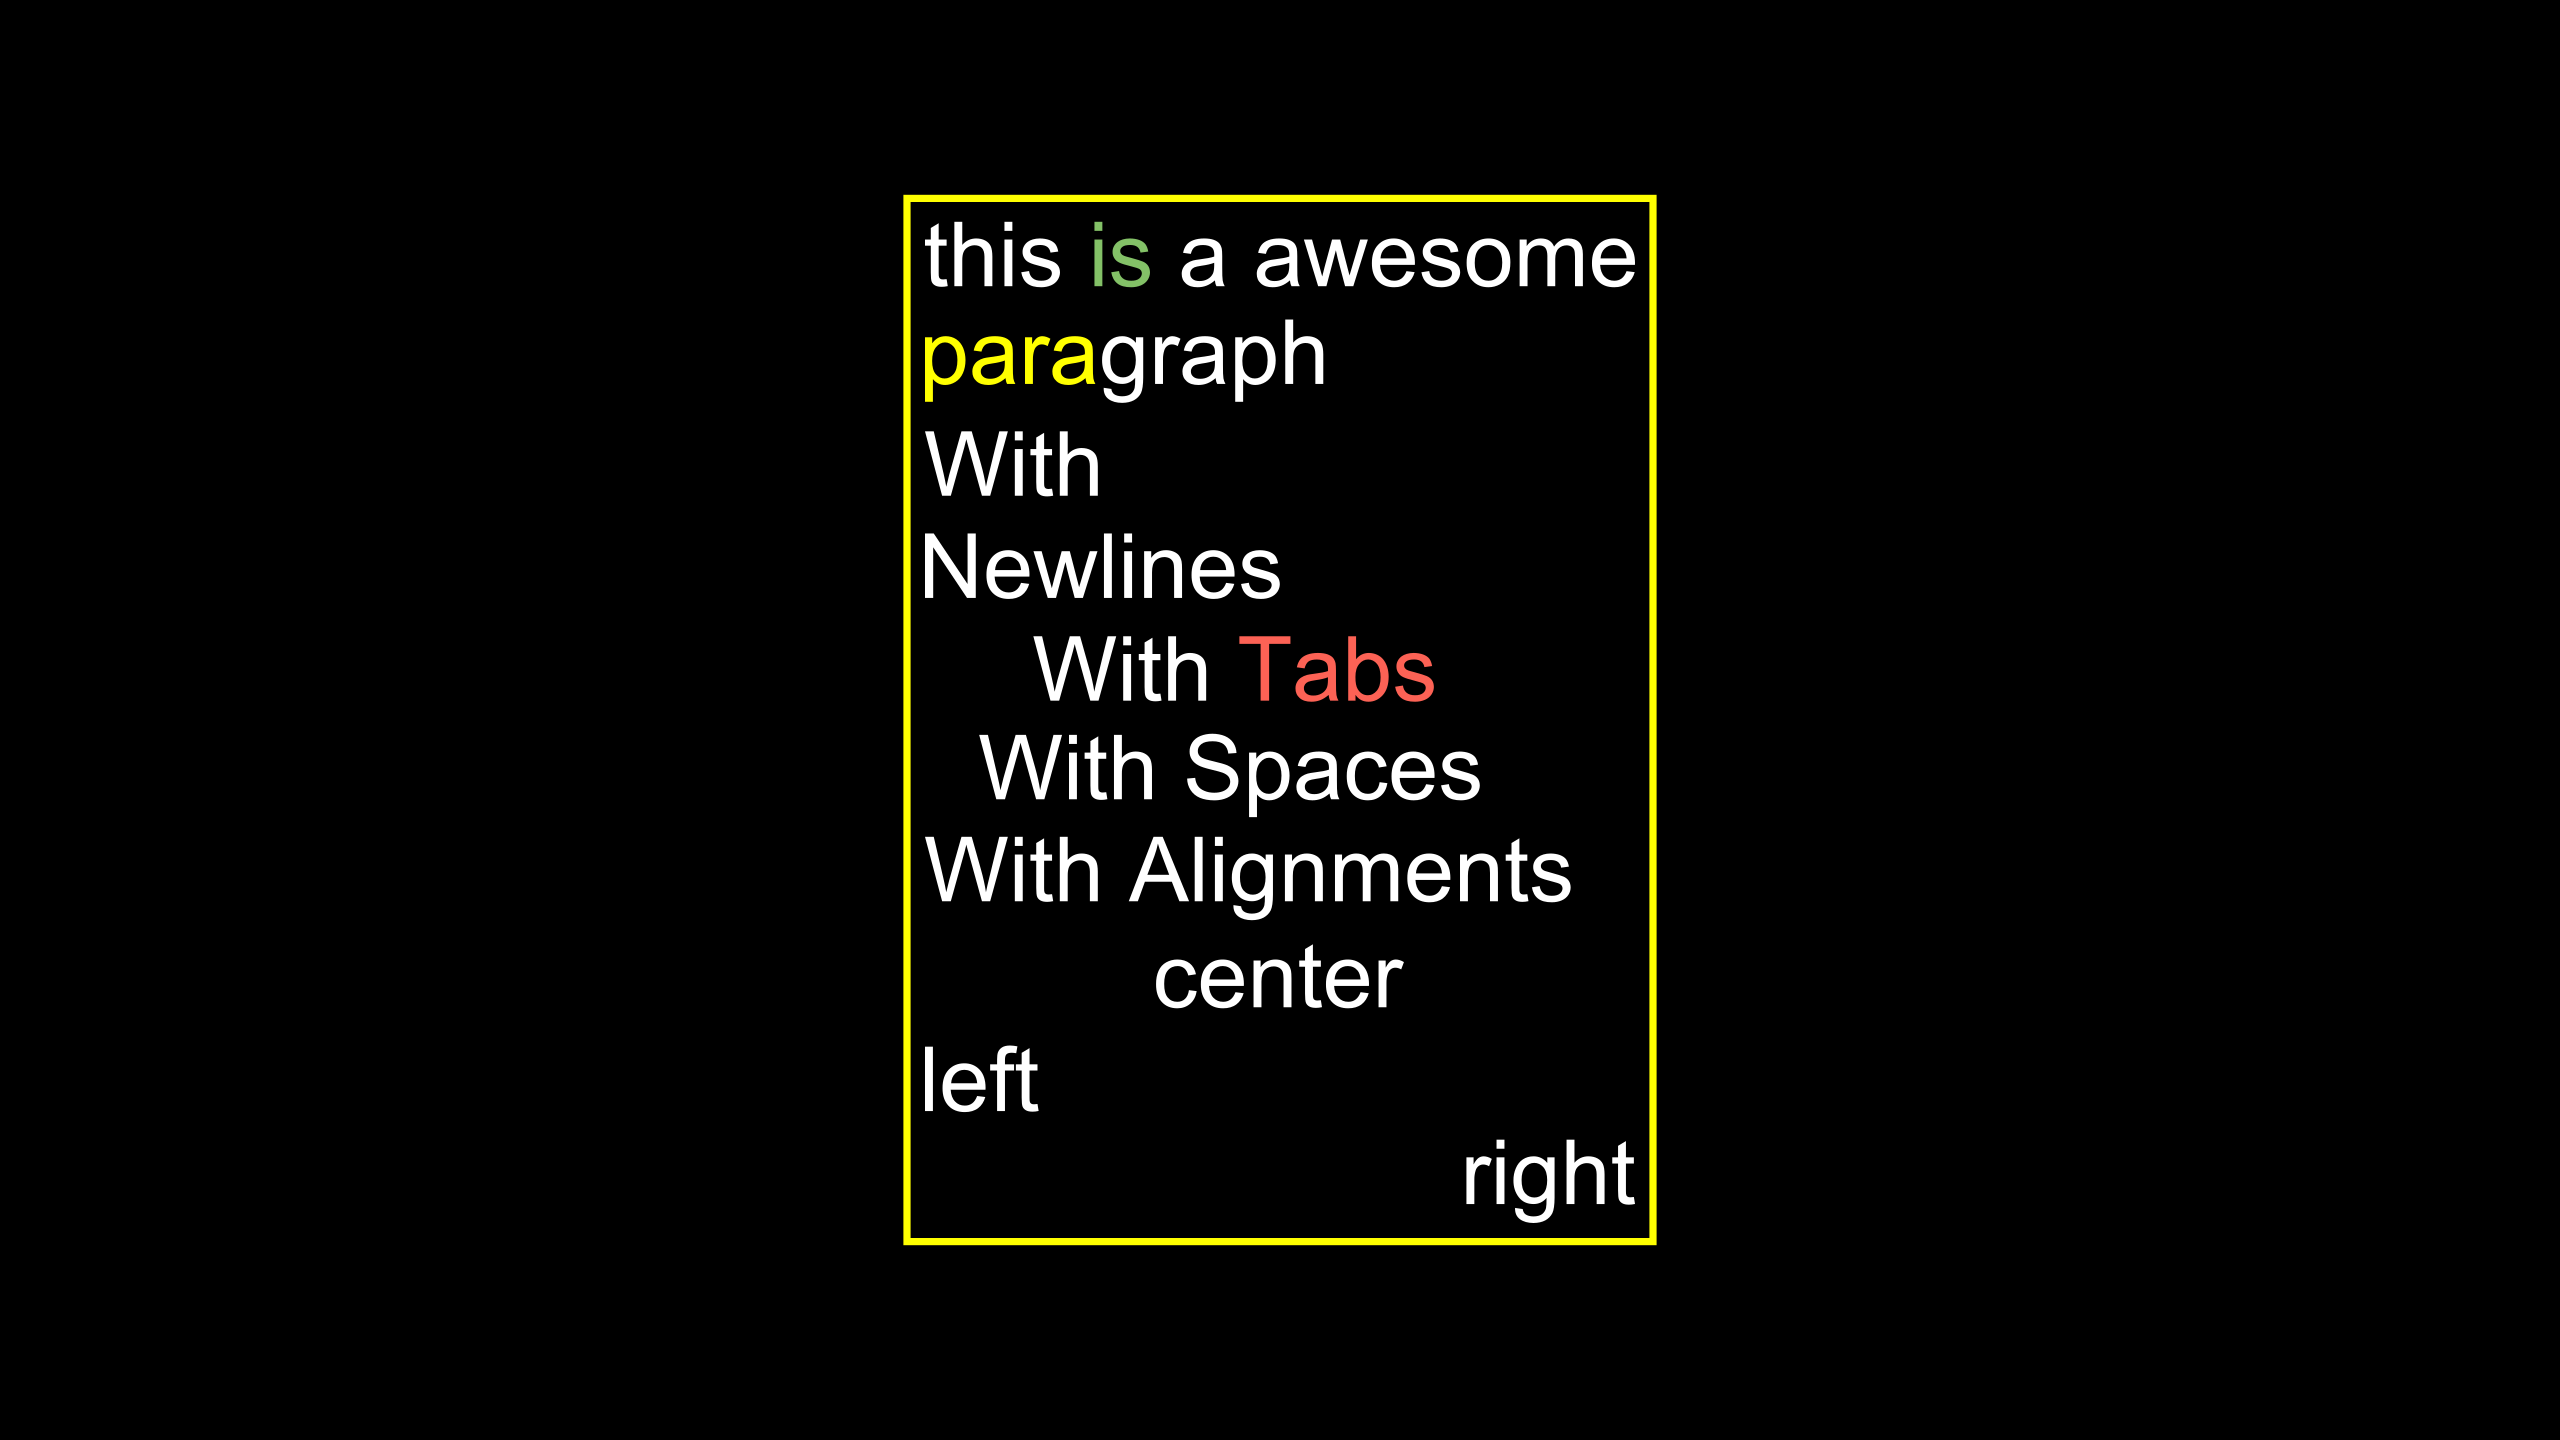 this is a awesome
paragraph
With
Newlines
With Tabs
With Spaces
With Alignments
center
left
right